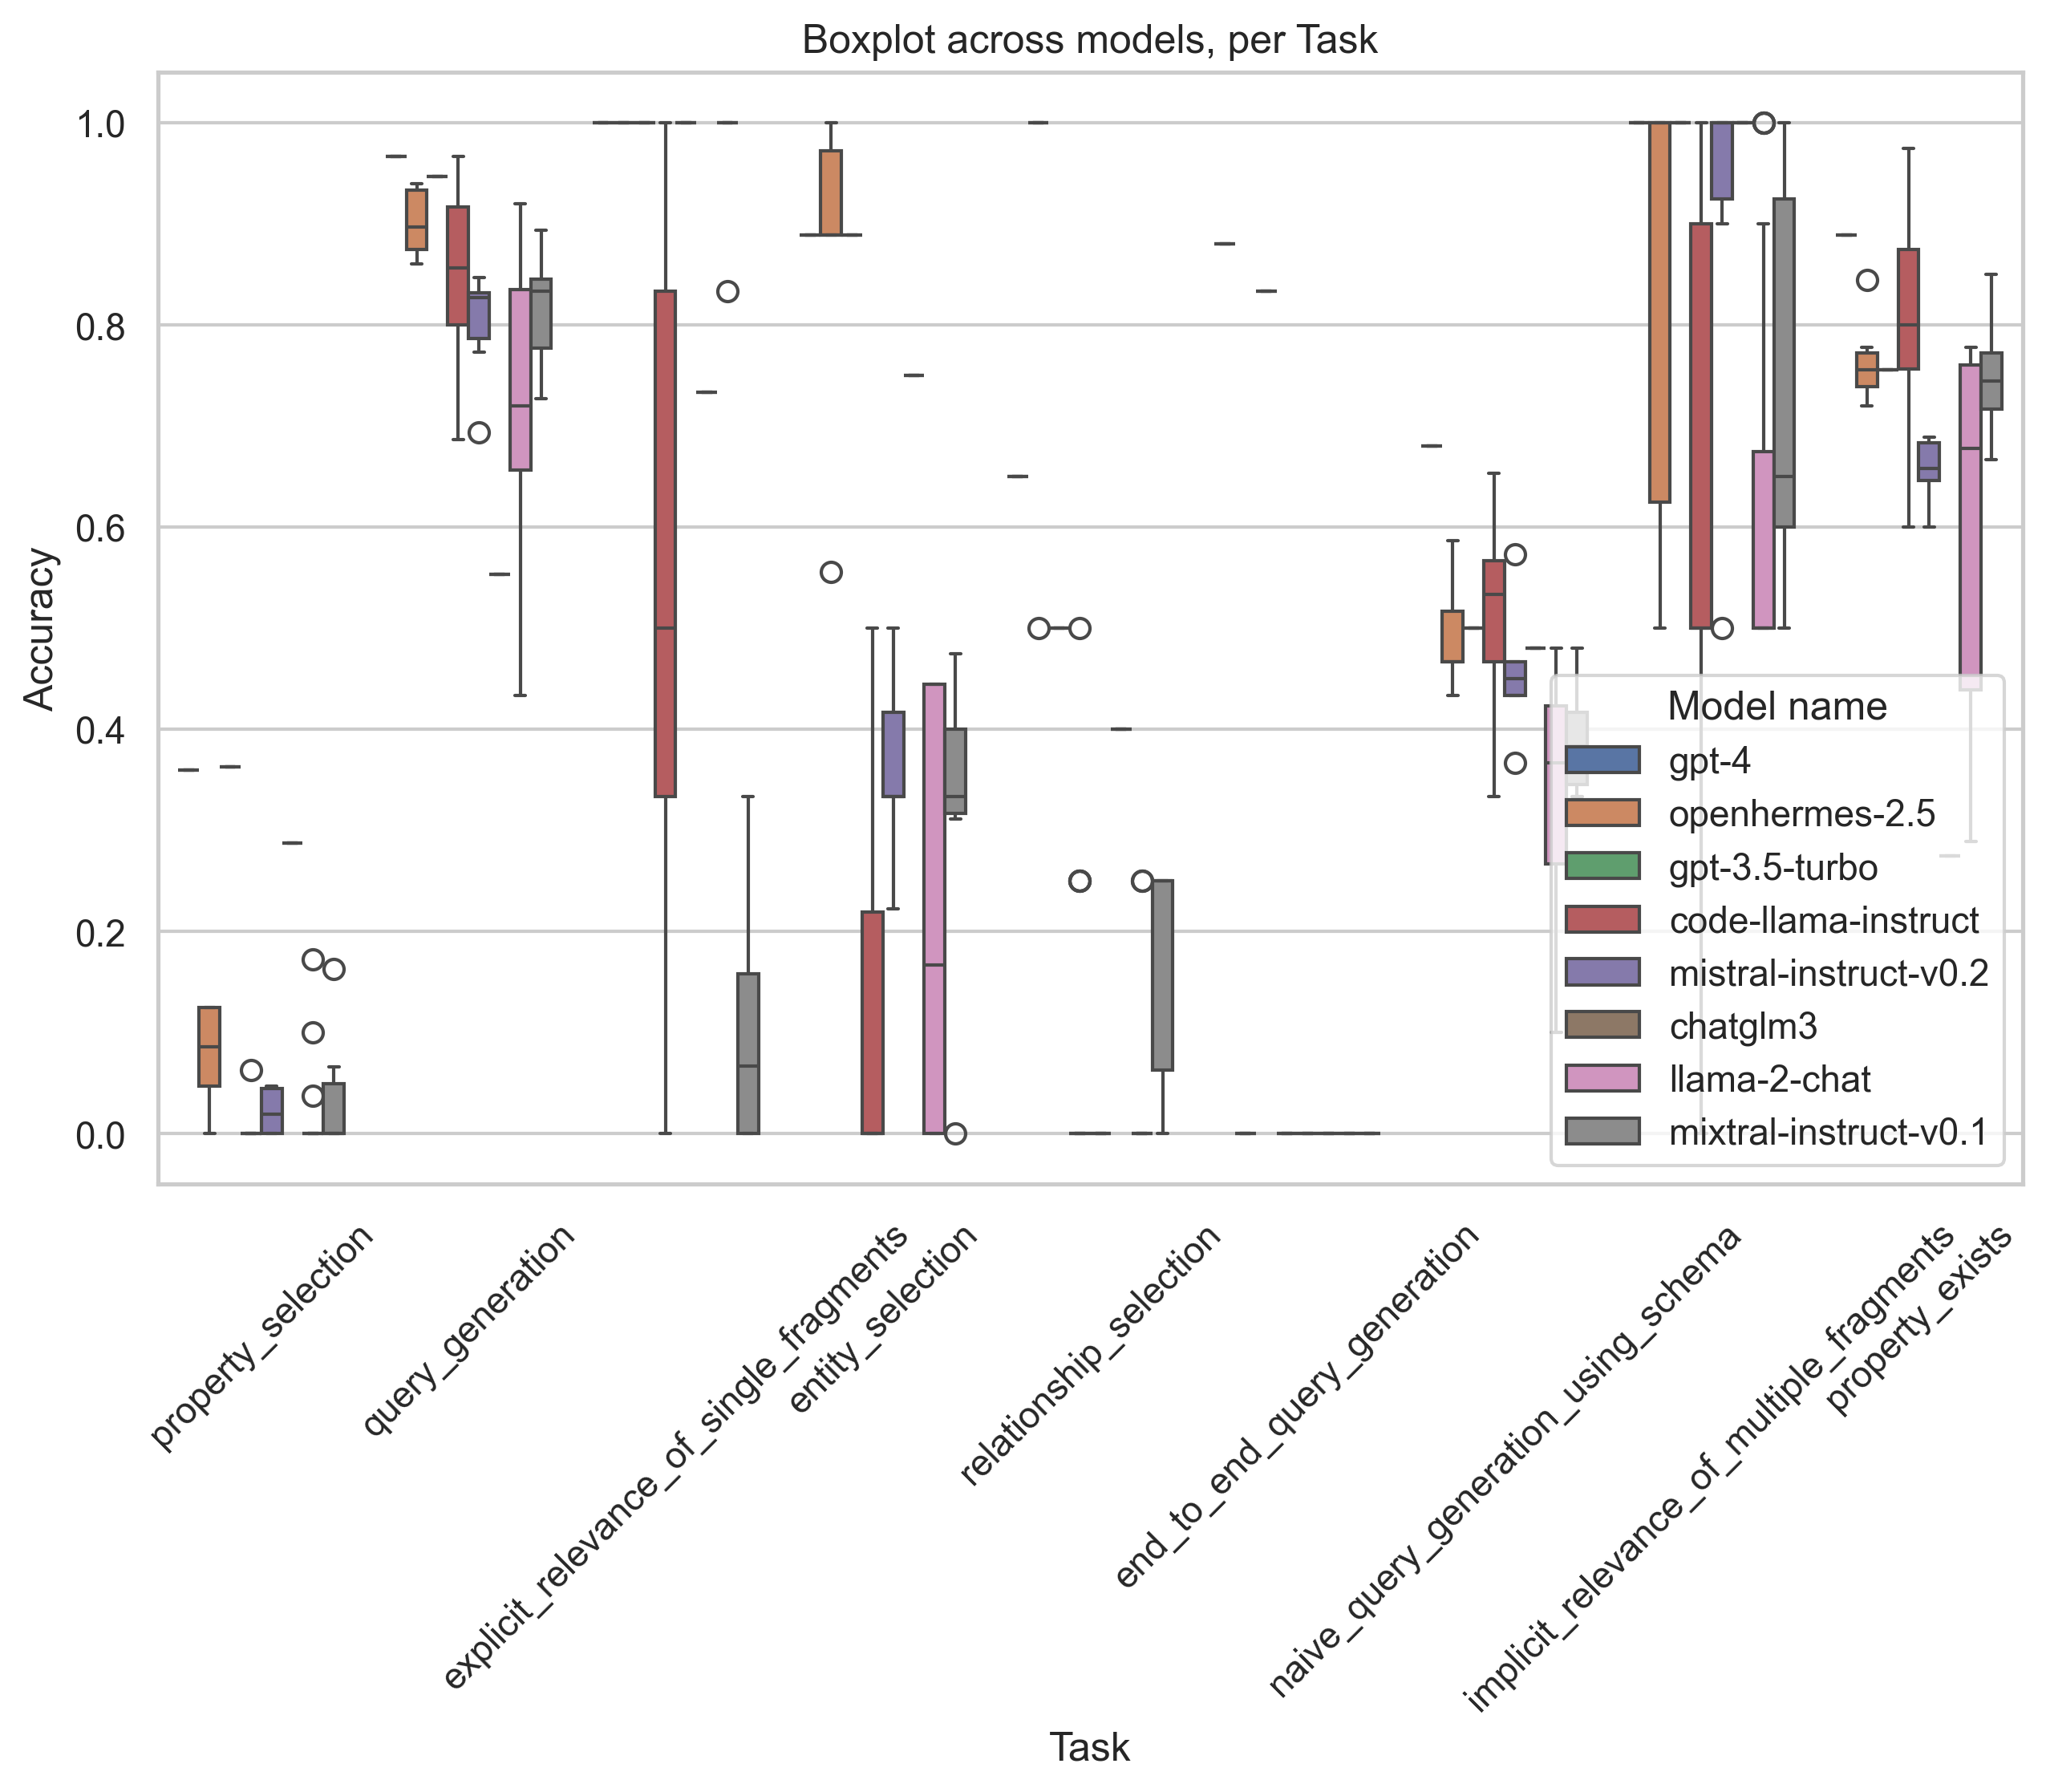 Boxplot across models, per Task
Accuracy
1.0
0.8
0.6
0.4
0.2
0.0
Model name
gpt-4
openhermes-2.5
gpt-3.5-turbo
code-llama-instruct
mistral-instruct-v0.2
chatglm3
llama-2-chat
mixtral-instruct-v0.1
property_selection
query_generation
explicit_relevance_of_single_fragments
entity_selection
relationship_selection
end_to_end_query_generation
naive_query_generation_using_schema
implicit_relevance_of_multiple_fragments
property_exists
Task